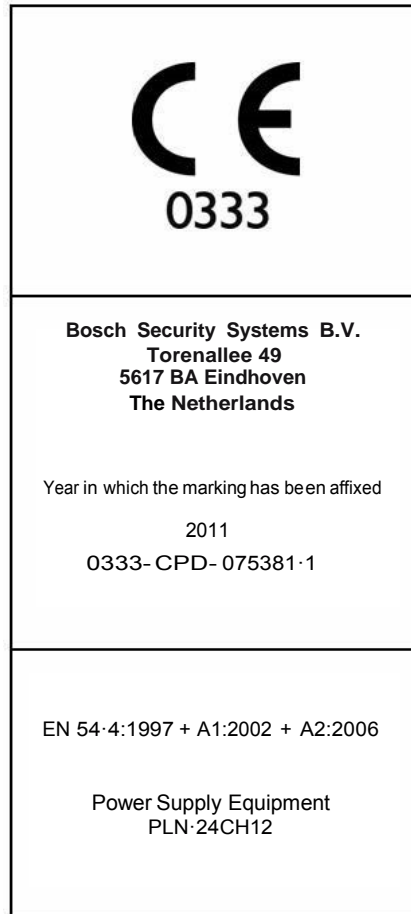 CE
0333
Bosch Security Systems B.V.
Torenallee 49
5617 BA Eindhoven
The Netherlands
Year in which the marking has been affixed
2011
0333-CPD-075381·1
EN 54·4:1997 + A1:2002 + A2:2006
Power Supply Equipment
PLN·24CH12